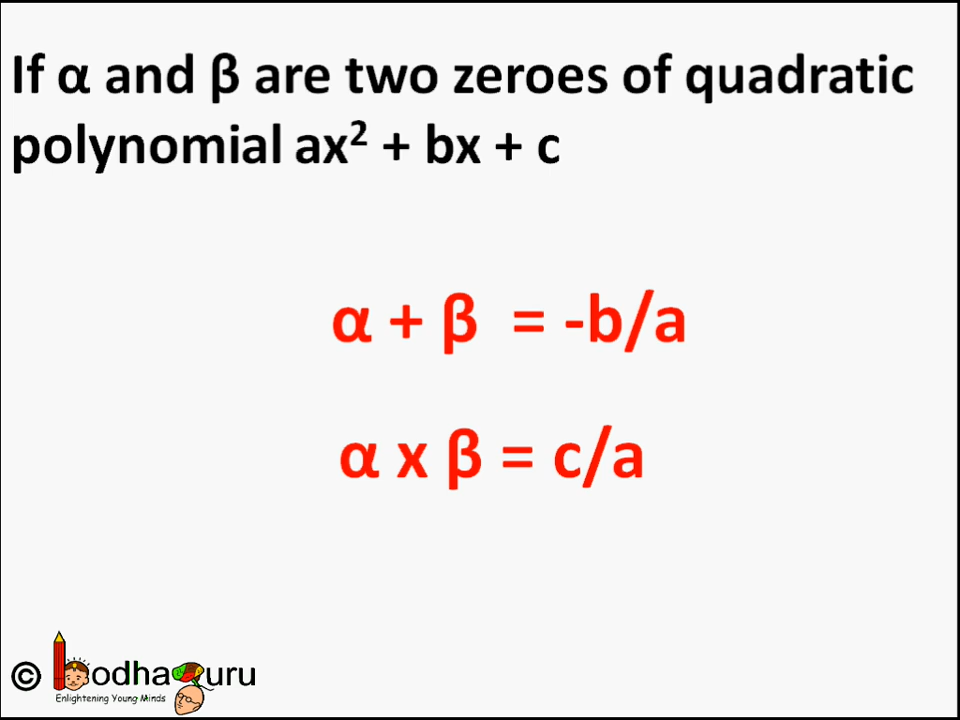 If α and β are two zeroes of quadratic
polynomial ax² + bx + c
α + β = -b/a
α x β = c/a
© BodhaGuru
Enlightening Young Minds